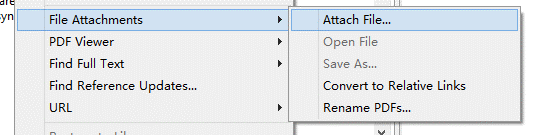 File Attachments
PDF Viewer
Find Full Text
Find Reference Updates...
URL
Attach File...
Open File
Save As...
Convert to Relative Links
Rename PDFs...